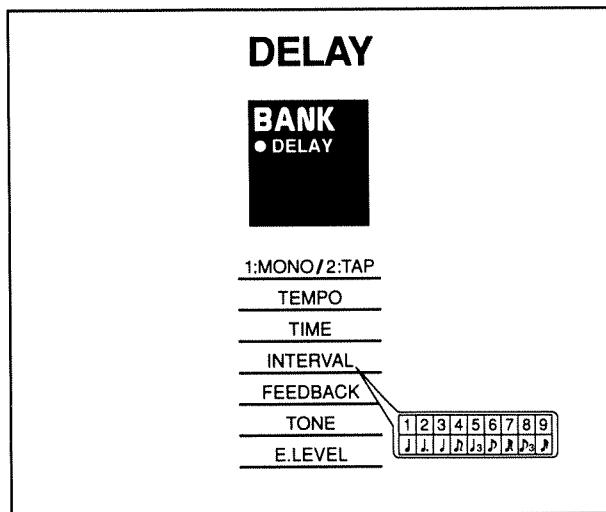 DELAY
BANK
● DELAY
1:MONO/2:TAP
TEMPO
TIME
INTERVAL
FEEDBACK
TONE
E.LEVEL
1 2 3 4 5 6 7 8 9